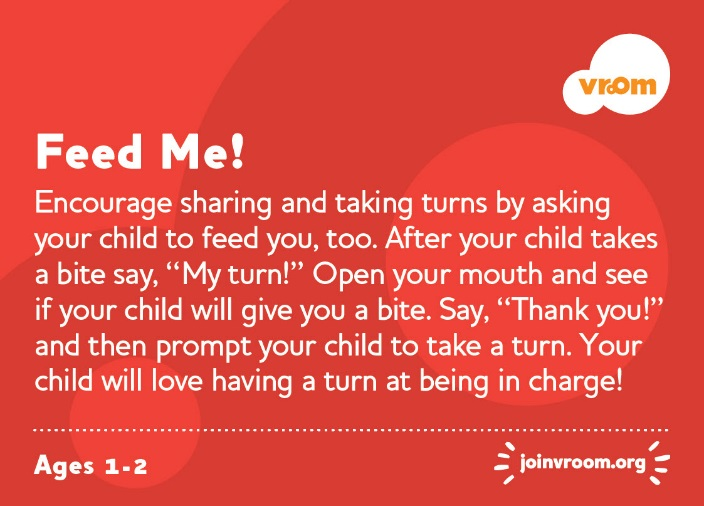 vroom
Feed Me!
Encourage sharing and taking turns by asking
your child to feed you, too. After your child takes
a bite say, “My turn!” Open your mouth and see
if your child will give you a bite. Say, “Thank you!”
and then prompt your child to take a turn. Your
child will love having a turn at being in charge!
Ages 1-2
joinvroom.org